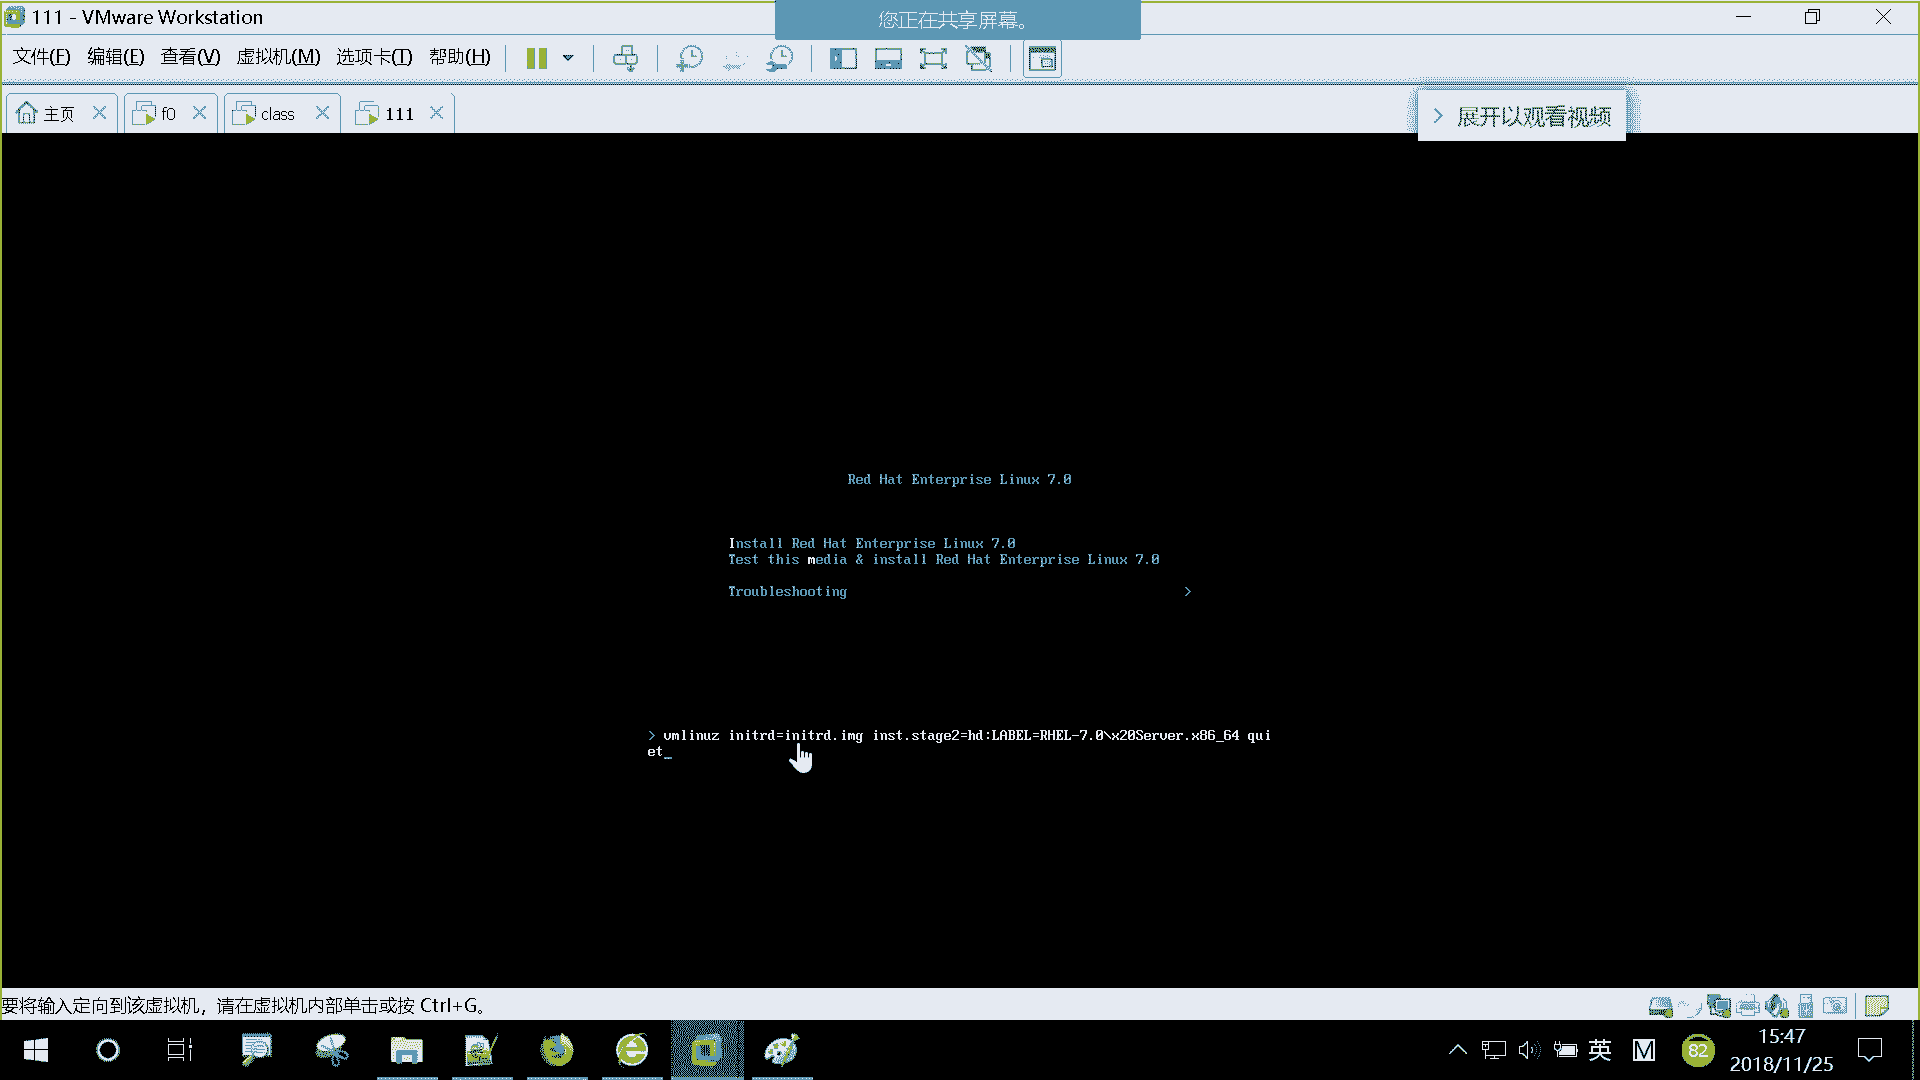 111 - VMware Workstation
您正在共享屏幕。
文件(F) 编辑(E) 查看(V) 虚拟机(M) 选项卡(T) 帮助(H)
主页 f0 class 111
展开以观看视频
Red Hat Enterprise Linux 7.0
Install Red Hat Enterprise Linux 7.0
Test this media & install Red Hat Enterprise Linux 7.0
Troubleshooting >
> vmlinuz initrd=initrd.img inst.stage2=hd:LABEL=RHEL-7.0\x20Server.x86_64 qui
et_
要将输入定向到该虚拟机，请在虚拟机内部单击或按 Ctrl+G。
英 M 82 15:47
2018/11/25